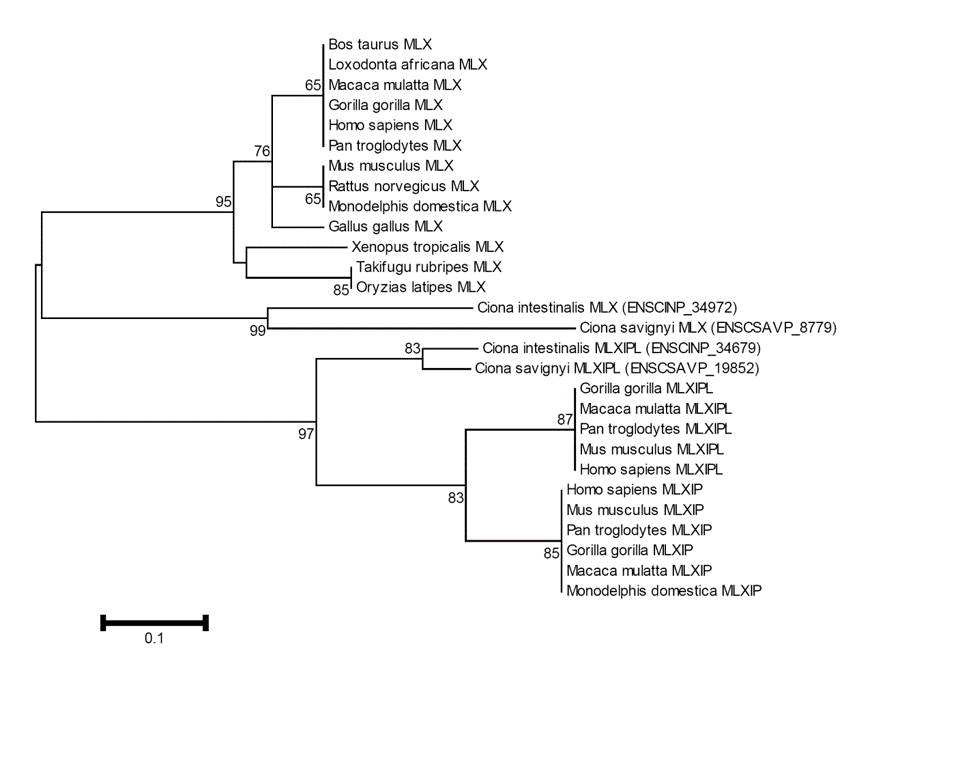 Bos taurus MLX
Loxodonta africana MLX
65
Macaca mulatta MLX
Gorilla gorilla MLX
Homo sapiens MLX
Pan troglodytes MLX
76
Mus musculus MLX
Rattus norvegicus MLX
65
Monodelphis domestica MLX
95
Gallus gallus MLX
Xenopus tropicalis MLX
Takifugu rubripes MLX
85
Oryzias latipes MLX
Ciona intestinalis MLX (ENSCINP_34972)
99
Ciona savignyi MLX (ENSCSAVP_8779)
83
Ciona intestinalis MLXIPL (ENSCINP_34679)
Ciona savignyi MLXIPL (ENSCSAVP_19852)
Gorilla gorilla MLXIPL
Macaca mulatta MLXIPL
87
Pan troglodytes MLXIPL
97
Mus musculus MLXIPL
Homo sapiens MLXIPL
83
Homo sapiens MLXIP
Mus musculus MLXIP
Pan troglodytes MLXIP
85
Gorilla gorilla MLXIP
Macaca mulatta MLXIP
Monodelphis domestica MLXIP
0.1